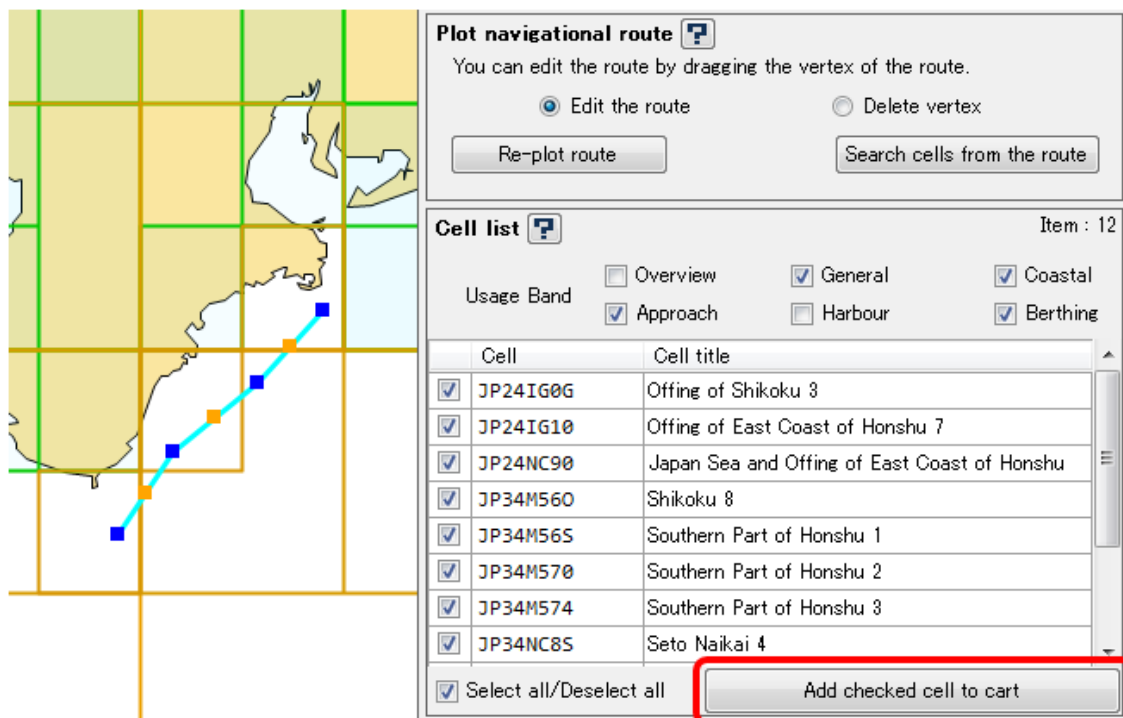 Plot navigational route ?
You can edit the route by dragging the vertex of the route.
Edit the route Delete vertex
Re-plot route Search cells from the route
Cell list ? Item : 12
Overview General Coastal
Usage Band
Approach Harbour Berthing
Cell Cell title
JP24IG0G Offing of Shikoku 3
JP24IG10 Offing of East Coast of Honshu 7
JP24NC90 Japan Sea and Offing of East Coast of Honshu
JP34M56O Shikoku 8
JP34M56S Southern Part of Honshu 1
JP34M570 Southern Part of Honshu 2
JP34M574 Southern Part of Honshu 3
JP34NC8S Seto Naikai 4
Select all/Deselect all Add checked cell to cart